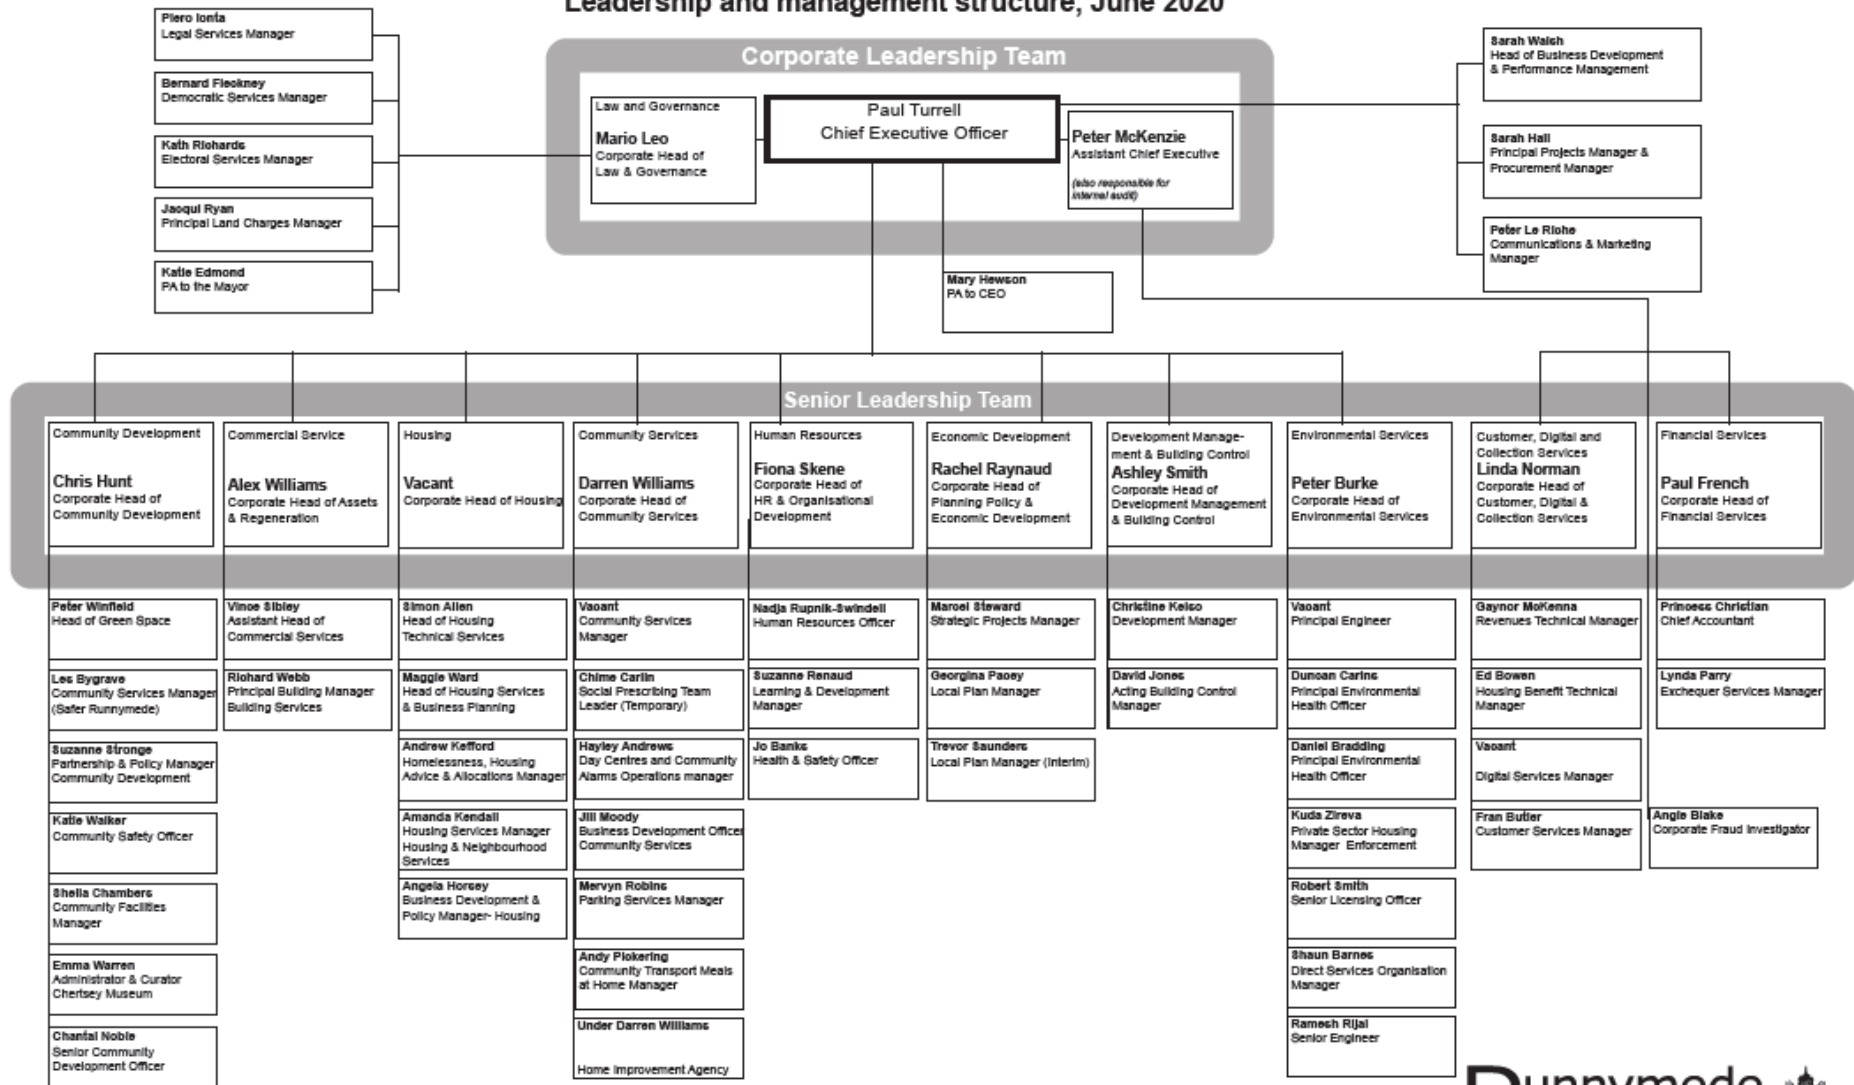 Leadership and management structure, June 2020
Piero Ionta
Legal Services Manager
Bernard Fleckney
Democratic Services Manager
Kath Richards
Electoral Services Manager
Jacqui Ryan
Principal Land Charges Manager
Katie Edmond
PA to the Mayor
Corporate Leadership Team
Law and Governance
Mario Leo
Corporate Head of
Law & Governance
Paul Turrell
Chief Executive Officer
Peter McKenzie
Assistant Chief Executive
(also responsible for
internal audit)
Sarah Walsh
Head of Business Development
& Performance Management
Sarah Hall
Principal Projects Manager &
Procurement Manager
Peter Le Riche
Communications & Marketing
Manager
Mary Hewson
PA to CEO
Senior Leadership Team
Community Development
Chris Hunt
Corporate Head of
Community Development
Commercial Service
Alex Williams
Corporate Head of Assets
& Regeneration
Housing
Vacant
Corporate Head of Housing
Community Services
Darren Williams
Corporate Head of
Community Services
Human Resources
Fiona Skene
Corporate Head of
HR & Organisational
Development
Economic Development
Rachel Raynaud
Corporate Head of
Planning Policy &
Economic Development
Development Manage-
ment & Building Control
Ashley Smith
Corporate Head of
Development Management
& Building Control
Environmental Services
Peter Burke
Corporate Head of
Environmental Services
Customer, Digital and
Collection Services
Linda Norman
Corporate Head of
Customer, Digital &
Collection Services
Financial Services
Paul French
Corporate Head of
Financial Services
Peter Winfield
Head of Green Space
Les Bygrave
Community Services Manager
(Safer Runnymede)
Suzanne Stronge
Partnership & Policy Manager
Community Development
Katie Walker
Community Safety Officer
Sheila Chambers
Community Facilities
Manager
Emma Warren
Administrator & Curator
Chertsey Museum
Chantal Noble
Senior Community
Development Officer
Vince Sibley
Assistant Head of
Commercial Services
Richard Webb
Principal Building Manager
Building Services
Simon Allen
Head of Housing
Technical Services
Maggie Ward
Head of Housing Services
& Business Planning
Andrew Kefford
Homelessness, Housing
Advice & Allocations Manager
Amanda Kendall
Housing Services Manager
Housing & Neighbourhood
Services
Angela Horsey
Business Development &
Policy Manager- Housing
Vacant
Community Services
Manager
Chime Carlin
Social Prescribing Team
Leader (Temporary)
Hayley Andrews
Day Centres and Community
Alarms Operations manager
Jill Moody
Business Development Officer
Community Services
Mervyn Robins
Parking Services Manager
Andy Pickering
Community Transport Meals
at Home Manager
Under Darren Williams
Home Improvement Agency
Nadja Rupnik-Swindell
Human Resources Officer
Suzanne Renaud
Learning & Development
Manager
Jo Banks
Health & Safety Officer
Marcel Steward
Strategic Projects Manager
Georgina Pacey
Local Plan Manager
Trevor Saunders
Local Plan Manager (Interim)
Christine Kelso
Development Manager
David Jones
Acting Building Control
Manager
Vacant
Principal Engineer
Duncan Carins
Principal Environmental
Health Officer
Daniel Bradding
Principal Environmental
Health Officer
Kuda Zireva
Private Sector Housing
Manager Enforcement
Robert Smith
Senior Licensing Officer
Shaun Barnes
Direct Services Organisation
Manager
Ramesh Rijal
Senior Engineer
Gaynor McKenna
Revenues Technical Manager
Ed Bowen
Housing Benefit Technical
Manager
Vacant
Digital Services Manager
Fran Butler
Customer Services Manager
Princess Christian
Chief Accountant
Lynda Parry
Exchequer Services Manager
Angie Blake
Corporate Fraud Investigator
Runnymede